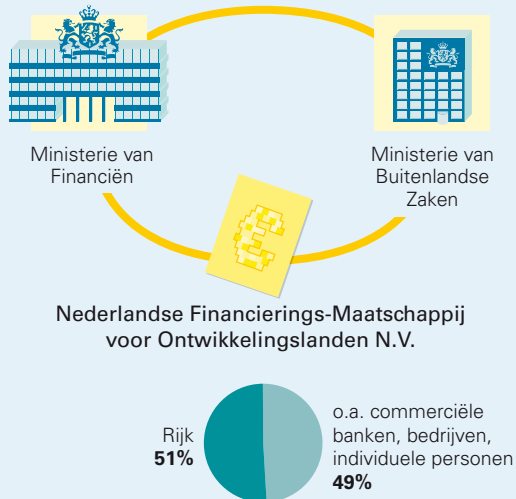 Ministerie van
Financiën
Ministerie van
Buitenlandse
Zaken
€
Nederlandse Financierings-Maatschappij
voor Ontwikkelingslanden N.V.
Rijk
51%
o.a. commerciële
banken, bedrijven,
individuele personen
49%